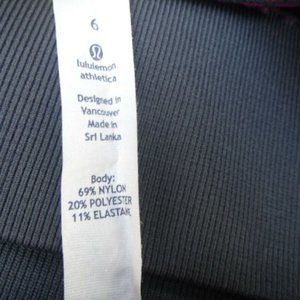 6
lululemon
athletica
Designed in
Vancouver
Made in
Sri Lanka
Body:
69% NYLON
20% POLYESTER
11% ELASTANE